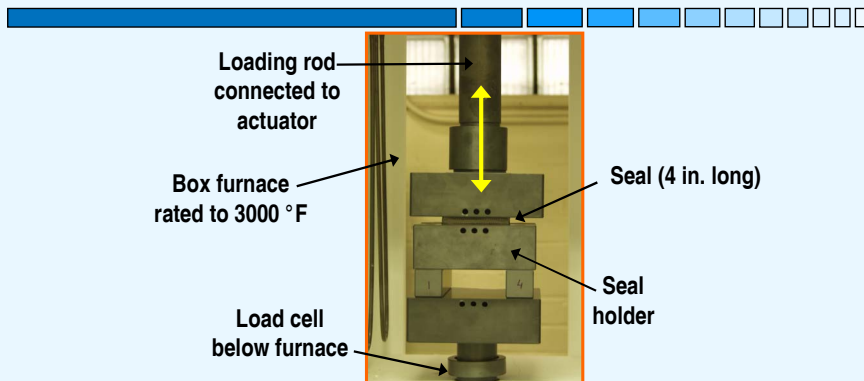 Loading rod
connected to
actuator
Box furnace
rated to 3000 °F
Seal (4 in. long)
1
4
Seal
holder
Load cell
below furnace